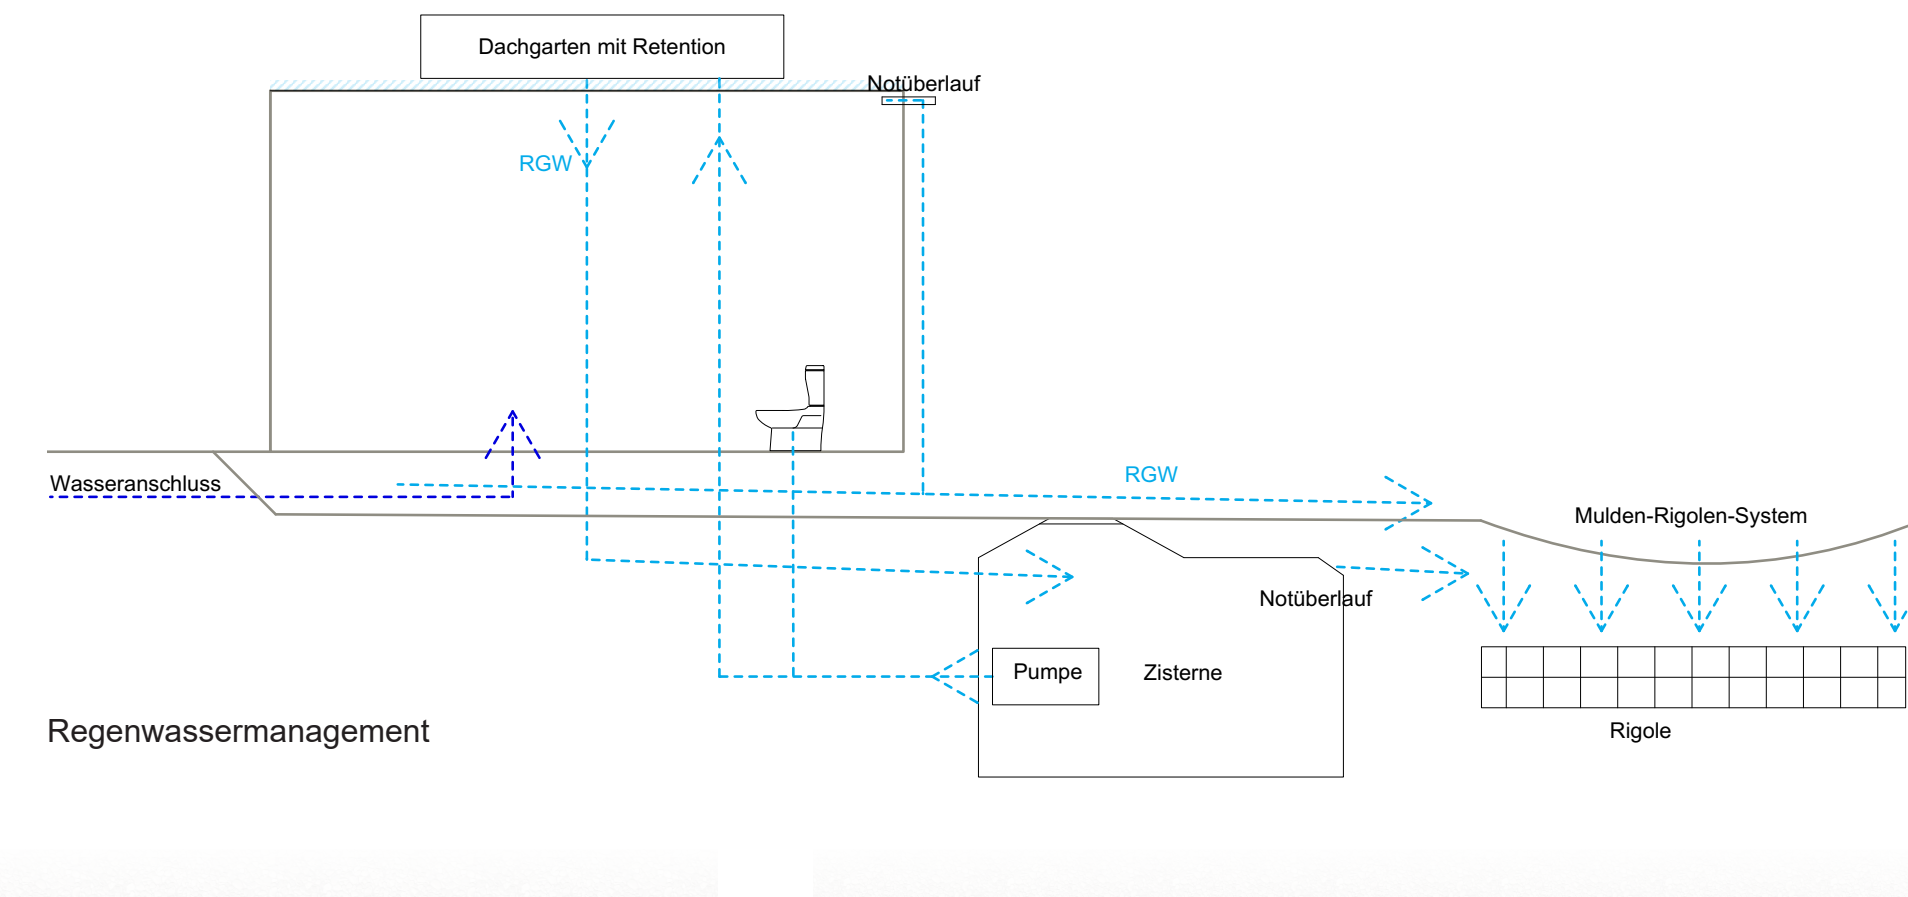 Dachgarten mit Retention
Notüberlauf
RGW
Wasseranschluss
RGW
Mulden-Rigolen-System
Notüberlauf
Pumpe
Zisterne
Rigole
Regenwassermanagement